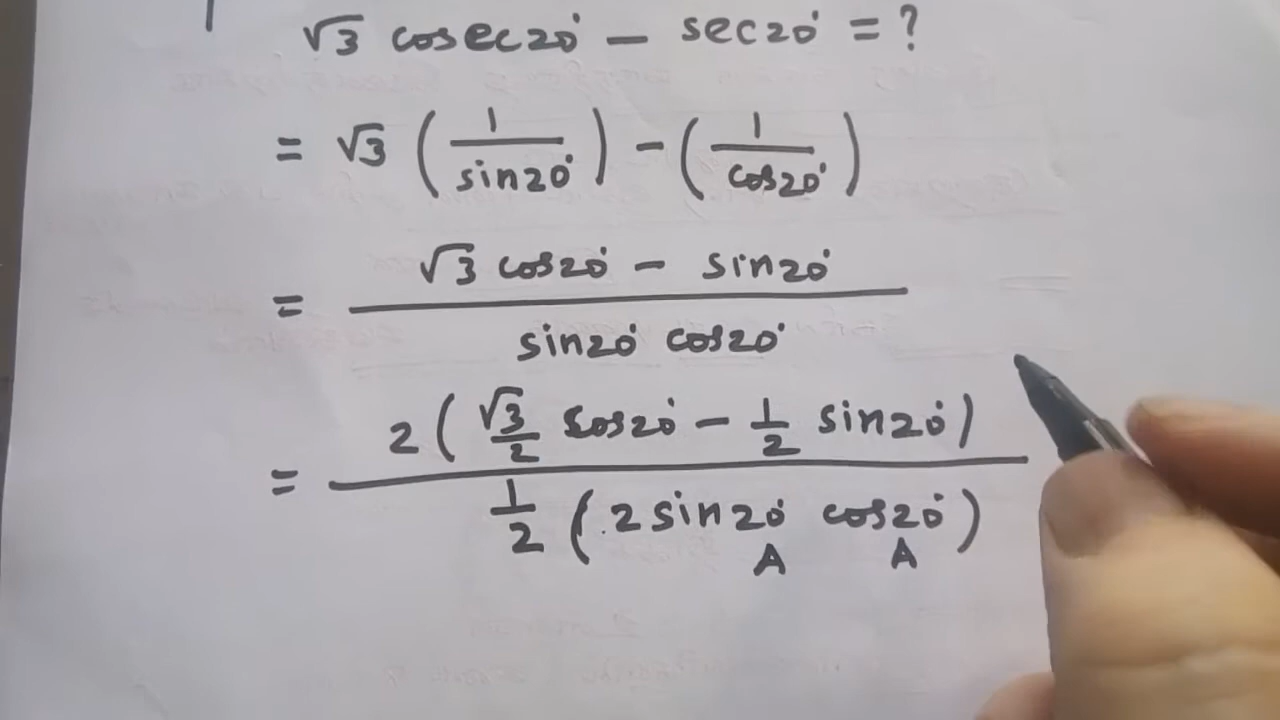 √3 cosec20° − sec20° = ?
= √3 (1/sin20°) − (1/cos20°)
= √3 cos20° − sin20° / sin20° cos20°
= 2(√3/2 cos20° − 1/2 sin20°) / 1/2 (2 sin20° cos20°)
A A